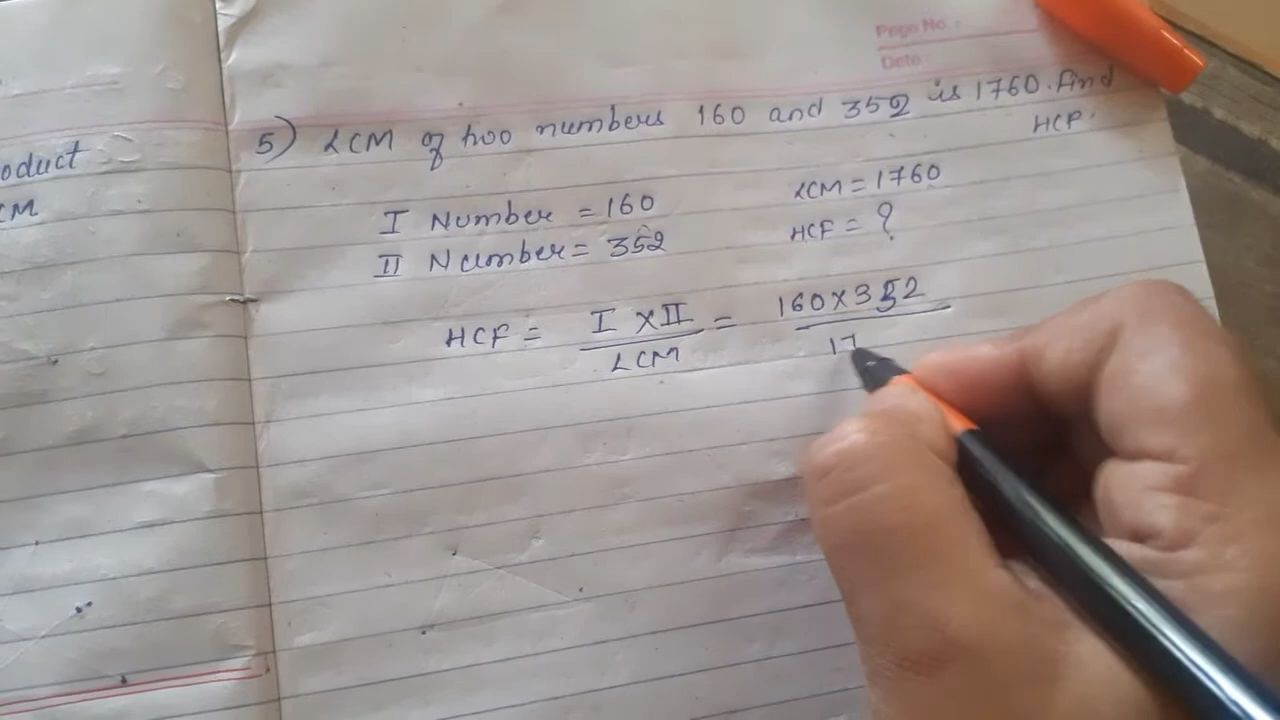 Page No :
Date :
oduct
CM
5) LCM of two numbers 160 and 352 is 1760. find
HCF.
I Number = 160
LCM = 1760
II Number = 352
HCF = ?
HCF = I X II = 160 X 352
LCM 17